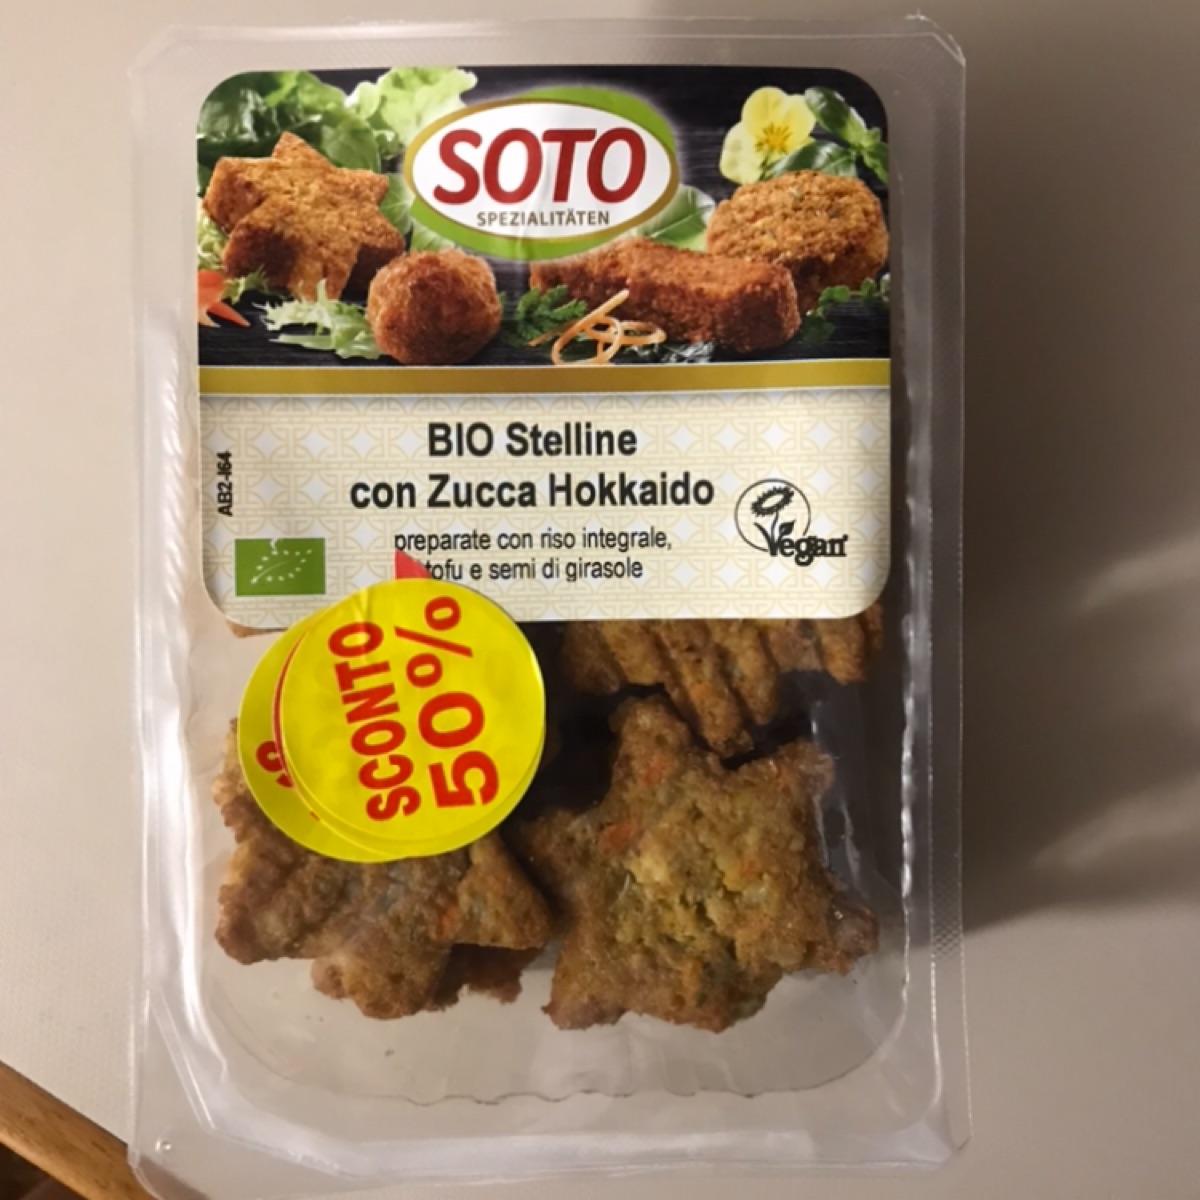 SOTO
SPEZIALITÄTEN
BIO Stelline
con Zucca Hokkaido
preparate con riso integrale,
tofu e semi di girasole
AB2-I64
Vegan
SCONTO
50%